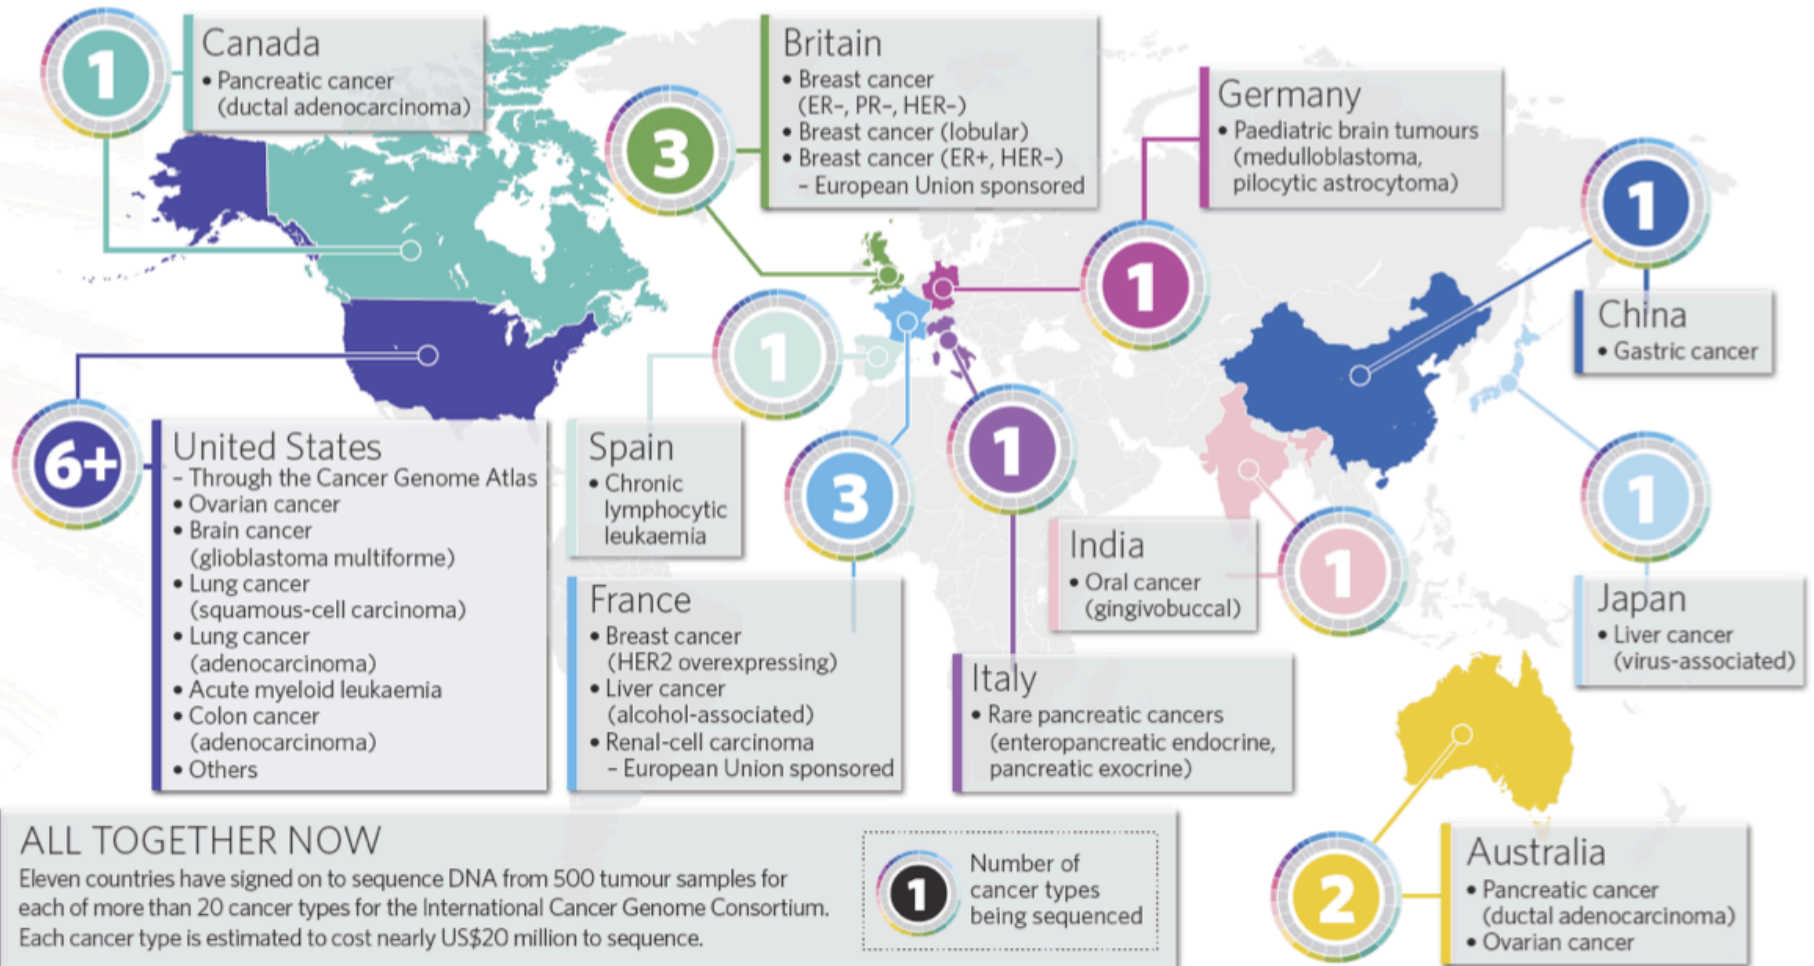 1
Canada
• Pancreatic cancer
(ductal adenocarcinoma)
3
Britain
• Breast cancer
(ER–, PR–, HER–)
• Breast cancer (lobular)
• Breast cancer (ER+, HER–)
– European Union sponsored
1
Germany
• Paediatric brain tumours
(medulloblastoma,
pilocytic astrocytoma)
1
China
• Gastric cancer
6+
United States
– Through the Cancer Genome Atlas
• Ovarian cancer
• Brain cancer
(glioblastoma multiforme)
• Lung cancer
(squamous-cell carcinoma)
• Lung cancer
(adenocarcinoma)
• Acute myeloid leukaemia
• Colon cancer
(adenocarcinoma)
• Others
1
Spain
• Chronic
lymphocytic
leukaemia
3
France
• Breast cancer
(HER2 overexpressing)
• Liver cancer
(alcohol-associated)
• Renal-cell carcinoma
– European Union sponsored
1
Italy
• Rare pancreatic cancers
(enteropancreatic endocrine,
pancreatic exocrine)
1
India
• Oral cancer
(gingivobuccal)
1
Japan
• Liver cancer
(virus-associated)
2
Australia
• Pancreatic cancer
(ductal adenocarcinoma)
• Ovarian cancer
ALL TOGETHER NOW
Eleven countries have signed on to sequence DNA from 500 tumour samples for
each of more than 20 cancer types for the International Cancer Genome Consortium.
Each cancer type is estimated to cost nearly US$20 million to sequence.
1
Number of
cancer types
being sequenced